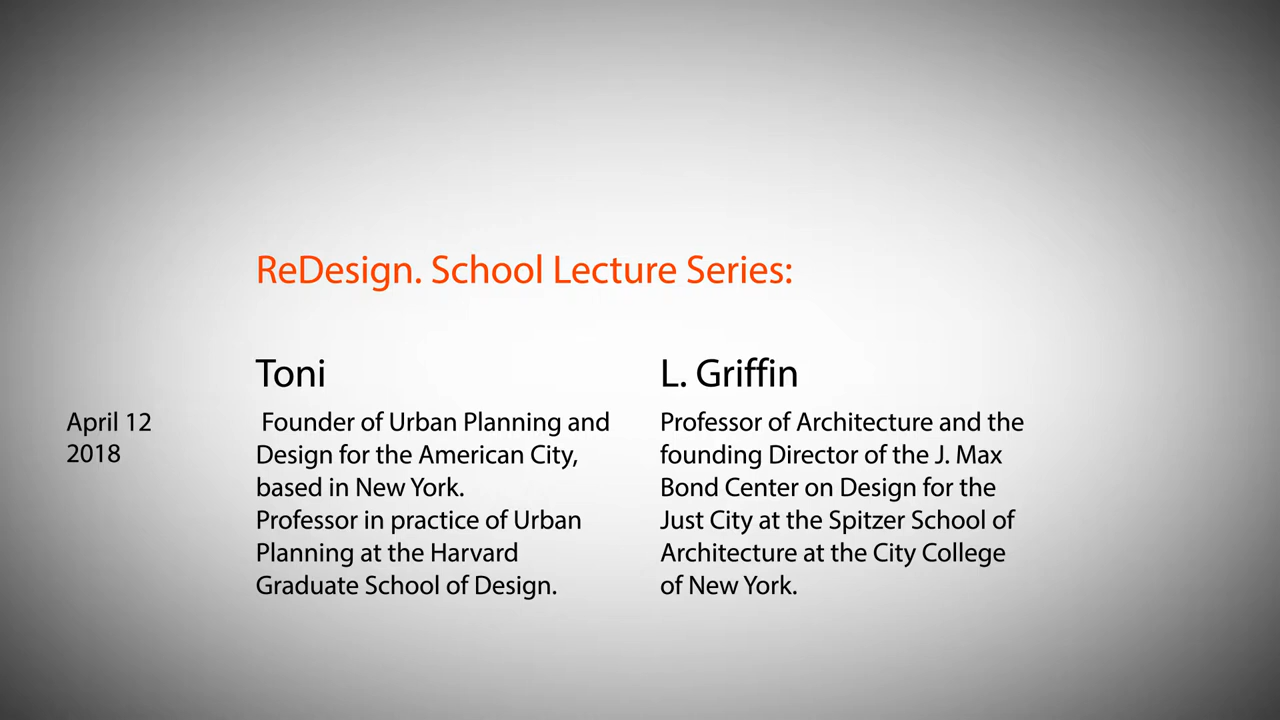 ReDesign. School Lecture Series:
Toni L. Griffin
April 12
2018
Founder of Urban Planning and
Design for the American City,
based in New York.
Professor in practice of Urban
Planning at the Harvard
Graduate School of Design.
Professor of Architecture and the
founding Director of the J. Max
Bond Center on Design for the
Just City at the Spitzer School of
Architecture at the City College
of New York.